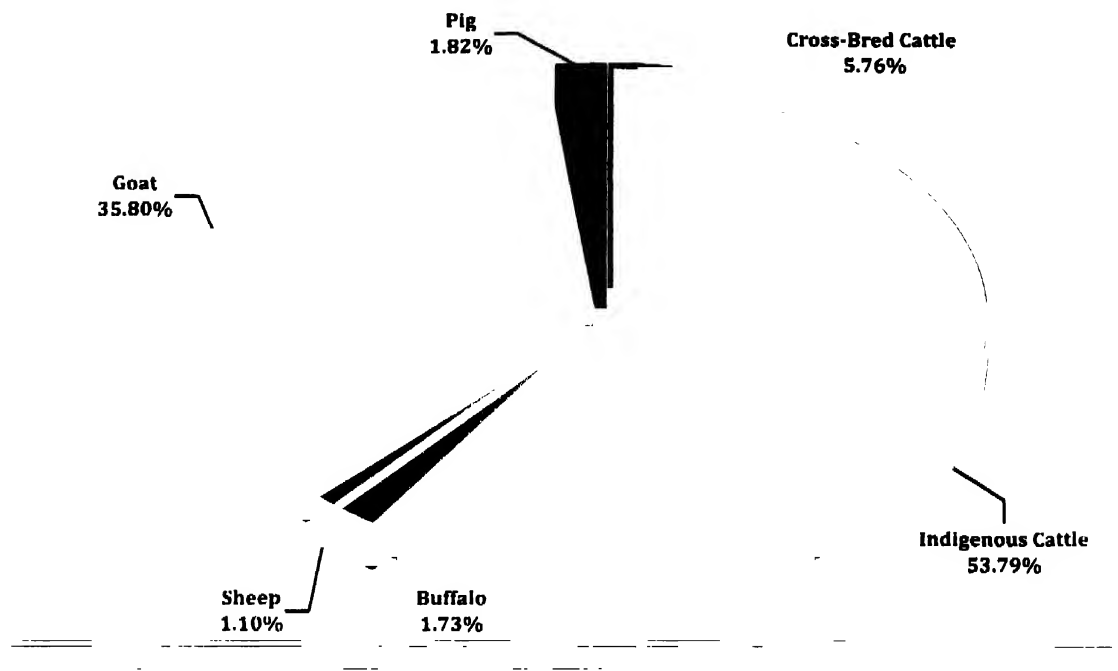 Pig
1.82%
Cross-Bred Cattle
5.76%
Goat
35.80%
Indigenous Cattle
53.79%
Sheep
1.10%
Buffalo
1.73%